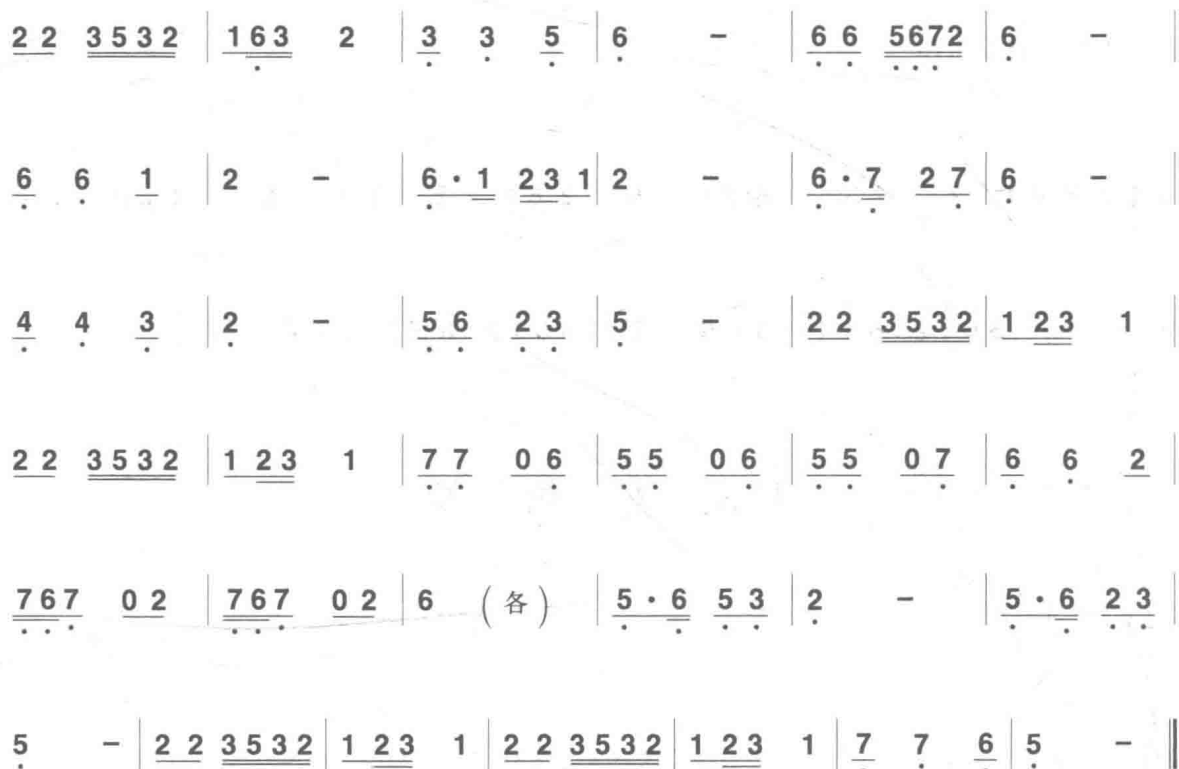 2 2 3 5 3 2 | 1 6̣ 3 2 | 3̣ 3̣ 5̣ | 6̣ – | 6̣ 6̣ 5̣ 6̣ 7̣ 2 | 6̣ – |
6̣ 6̣ 1 | 2 – | 6̣ · 1 2 3 1 | 2 – | 6̣ · 7̣ 2 7̣ | 6̣ – |
4̣ 4̣ 3̣ | 2̣ – | 5̣ 6̣ 2̣ 3̣ | 5̣ – | 2 2 3 5 3 2 | 1 2 3 1 |
2 2 3 5 3 2 | 1 2 3 1 | 7̣ 7̣ 0 6̣ | 5̣ 5̣ 0 6̣ | 5̣ 5̣ 0 7̣ | 6̣ 6̣ 2 |
7̣ 6̣ 7̣ 0 2 | 7̣ 6̣ 7̣ 0 2 | 6 (各) | 5̣ · 6̣ 5̣ 3̣ | 2̣ – | 5̣ · 6̣ 2̣ 3̣ |
5̣ – | 2 2 3 5 3 2 | 1 2 3 1 | 2 2 3 5 3 2 | 1 2 3 1 | 7̣ 7̣ 6̣ | 5̣ – ‖